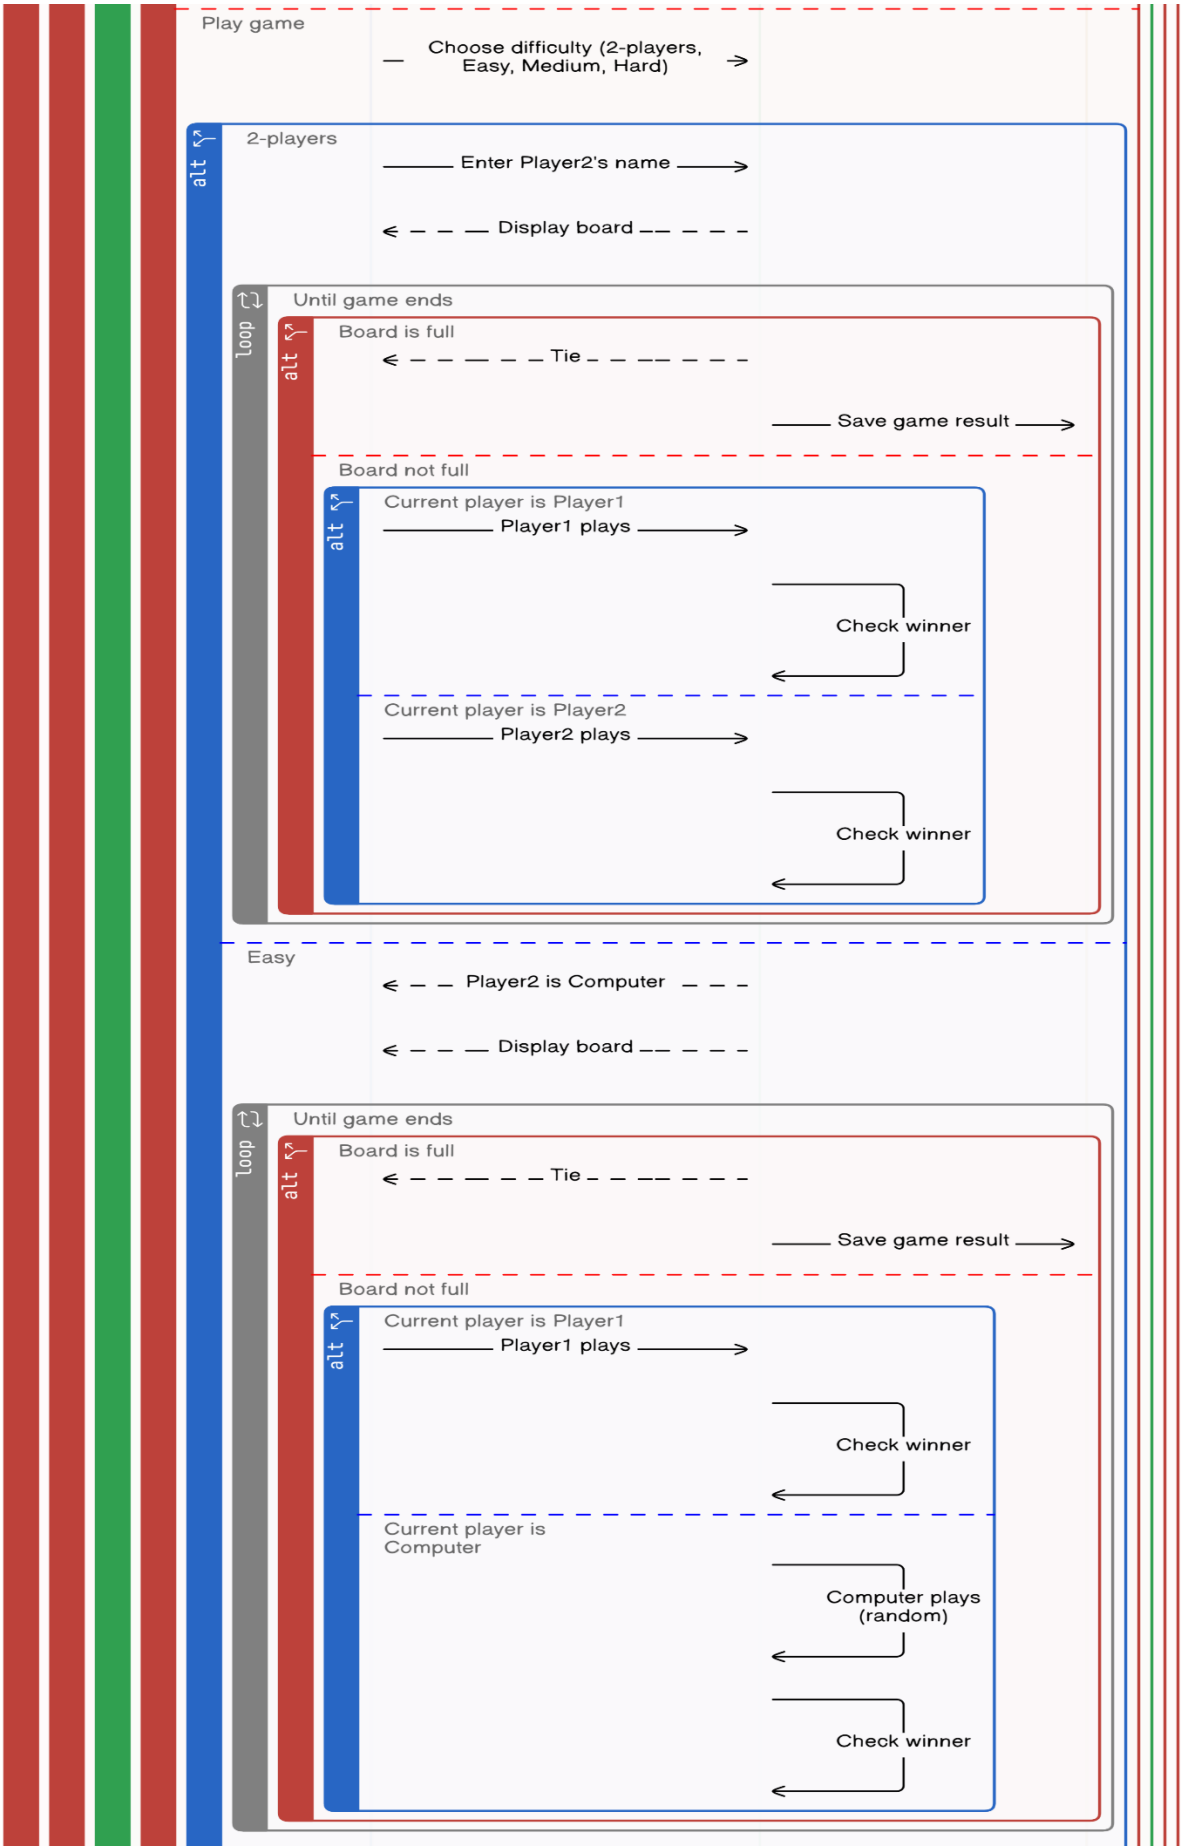 Play game
Choose difficulty (2-players,
Easy, Medium, Hard)
alt
2-players
Enter Player2's name
Display board
loop
Until game ends
alt
Board is full
Tie
Save game result
Board not full
alt
Current player is Player1
Player1 plays
Check winner
Current player is Player2
Player2 plays
Check winner
Easy
Player2 is Computer
Display board
loop
Until game ends
alt
Board is full
Tie
Save game result
Board not full
alt
Current player is Player1
Player1 plays
Check winner
Current player is
Computer
Computer plays
(random)
Check winner